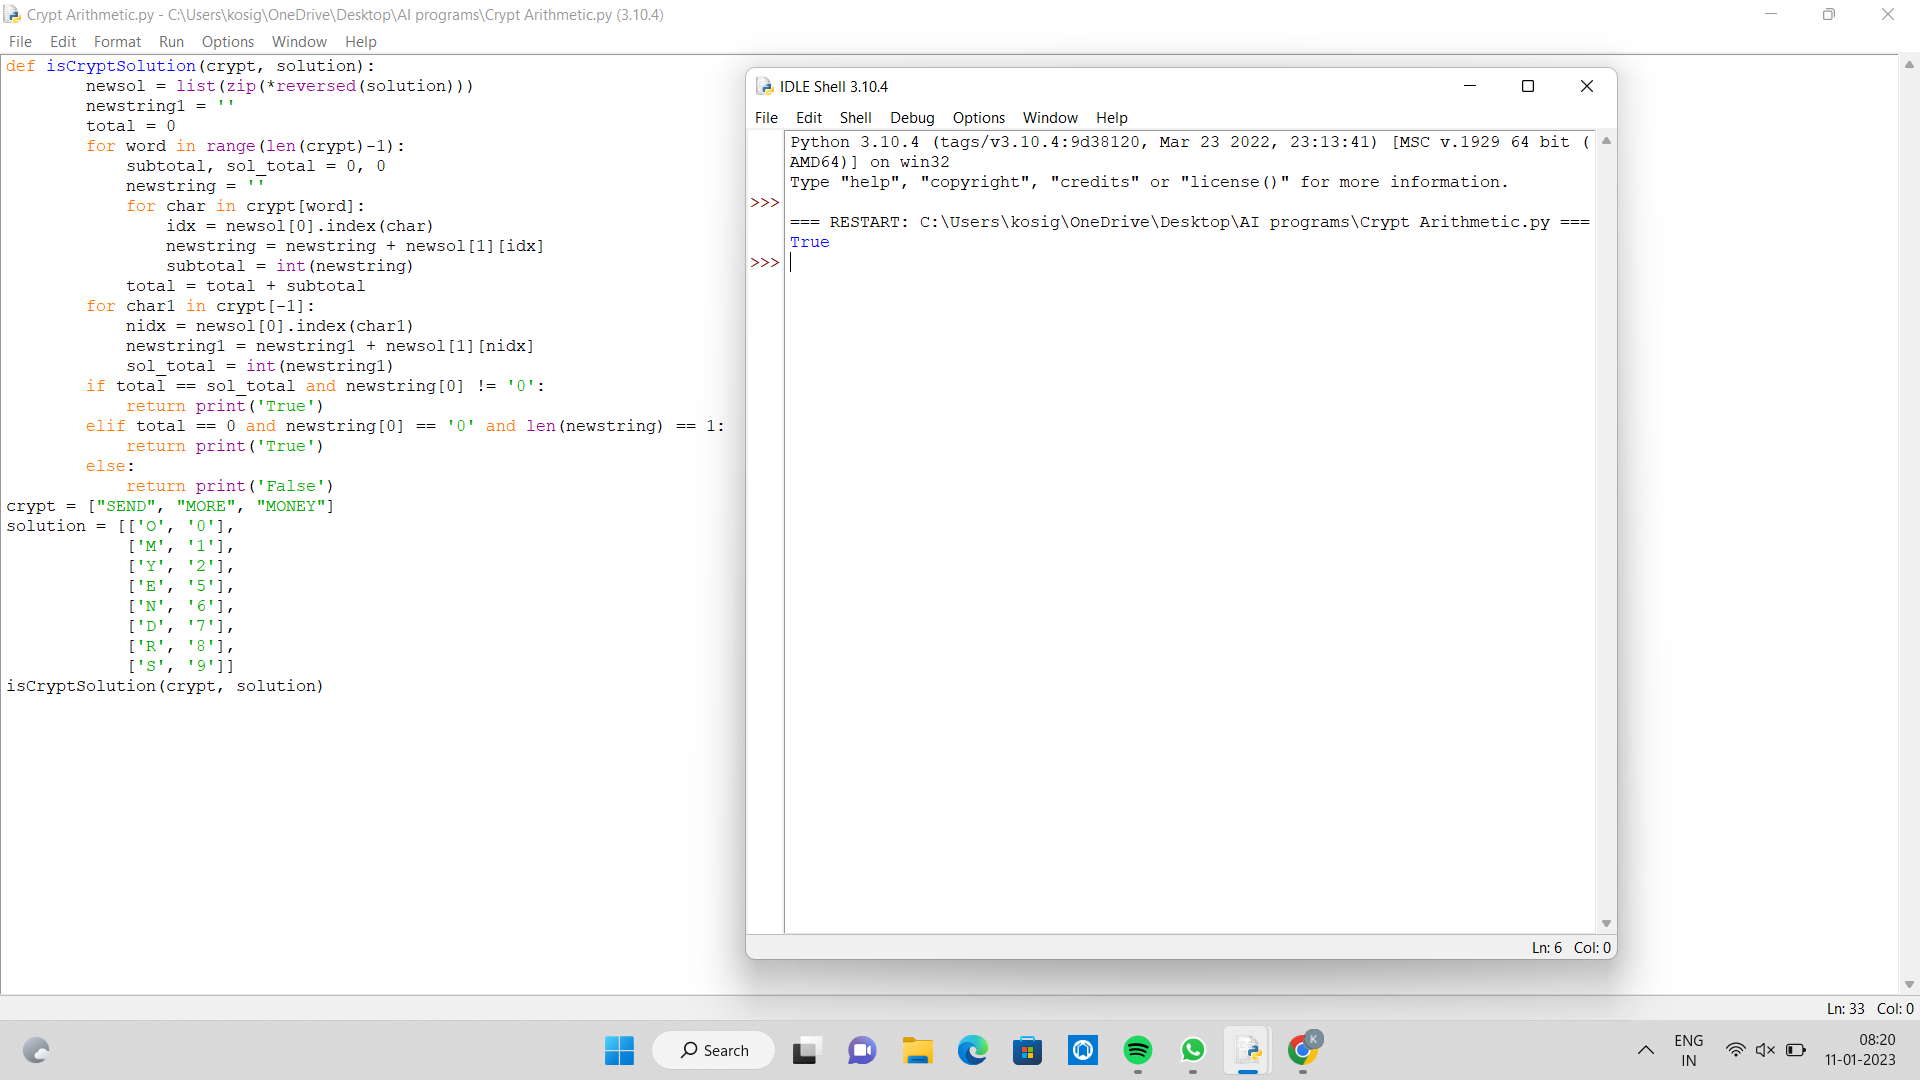 Crypt Arithmetic.py - C:\Users\kosig\OneDrive\Desktop\AI programs\Crypt Arithmetic.py (3.10.4)
File Edit Format Run Options Window Help
def isCryptSolution(crypt, solution):
        newsol = list(zip(*reversed(solution)))
        newstring1 = ''
        total = 0
        for word in range(len(crypt)-1):
            subtotal, sol_total = 0, 0
            newstring = ''
            for char in crypt[word]:
                idx = newsol[0].index(char)
                newstring = newstring + newsol[1][idx]
                subtotal = int(newstring)
            total = total + subtotal
        for char1 in crypt[-1]:
            nidx = newsol[0].index(char1)
            newstring1 = newstring1 + newsol[1][nidx]
            sol_total = int(newstring1)
        if total == sol_total and newstring[0] != '0':
            return print('True')
        elif total == 0 and newstring[0] == '0' and len(newstring) == 1:
            return print('True')
        else:
            return print('False')
crypt = ["SEND", "MORE", "MONEY"]
solution = [['O', '0'],
            ['M', '1'],
            ['Y', '2'],
            ['E', '5'],
            ['N', '6'],
            ['D', '7'],
            ['R', '8'],
            ['S', '9']]
isCryptSolution(crypt, solution)
IDLE Shell 3.10.4
File Edit Shell Debug Options Window Help
Python 3.10.4 (tags/v3.10.4:9d38120, Mar 23 2022, 23:13:41) [MSC v.1929 64 bit (
AMD64)] on win32
Type "help", "copyright", "credits" or "license()" for more information.
>>>
=== RESTART: C:\Users\kosig\OneDrive\Desktop\AI programs\Crypt Arithmetic.py ===
True
>>>
Ln: 6 Col: 0
Ln: 33 Col: 0
Search
K
ENG
IN
08:20
11-01-2023